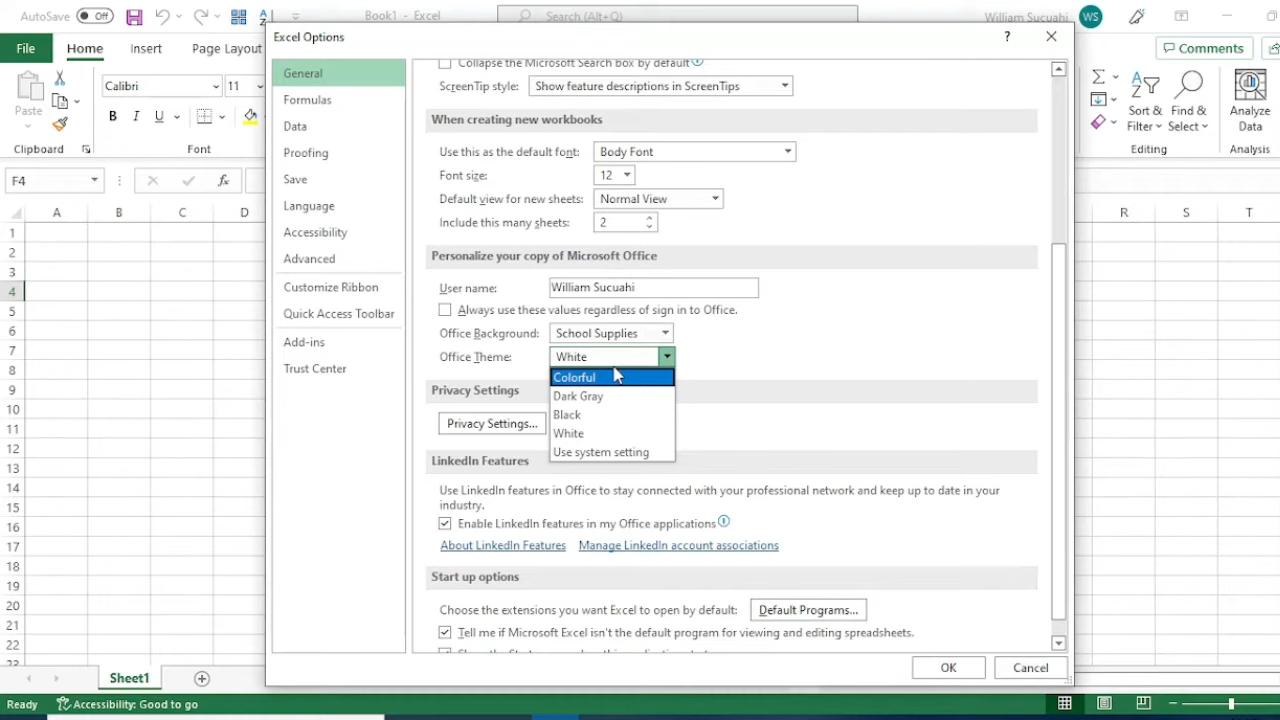 AutoSave Off Book1 - Excel Search (Alt+Q) William Sucuahi WS
File Home Insert Page Layout Comments
Excel Options ?
Paste
Clipboard
Calibri 11
B I U
Font
Sort & Filter
Find & Select
Editing
Analyze Data
Analysis
F4 fx
A B C D R S T
1
2
3
4
5
6
7
8
9
10
11
12
13
14
15
16
17
18
19
20
21
22
23
General
Formulas
Data
Proofing
Save
Language
Accessibility
Advanced
Customize Ribbon
Quick Access Toolbar
Add-ins
Trust Center
Collapse the Microsoft Search box by default
ScreenTip style: Show feature descriptions in ScreenTips
When creating new workbooks
Use this as the default font: Body Font
Font size: 12
Default view for new sheets: Normal View
Include this many sheets: 2
Personalize your copy of Microsoft Office
User name: William Sucuahi
Always use these values regardless of sign in to Office.
Office Background: School Supplies
Office Theme: White
Colorful
Dark Gray
Black
White
Use system setting
Privacy Settings
Privacy Settings...
LinkedIn Features
Use LinkedIn features in Office to stay connected with your professional network and keep up to date in your
industry.
Enable LinkedIn features in my Office applications
About LinkedIn Features Manage LinkedIn account associations
Start up options
Choose the extensions you want Excel to open by default: Default Programs...
Tell me if Microsoft Excel isn't the default program for viewing and editing spreadsheets.
OK Cancel
Sheet1
Ready Accessibility: Good to go